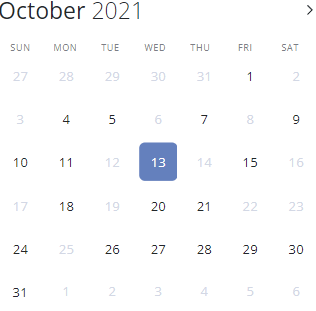 October 2021
SUN MON TUE WED THU FRI SAT
27 28 29 30 31 1 2
3 4 5 6 7 8 9
10 11 12 13 14 15 16
17 18 19 20 21 22 23
24 25 26 27 28 29 30
31 1 2 3 4 5 6